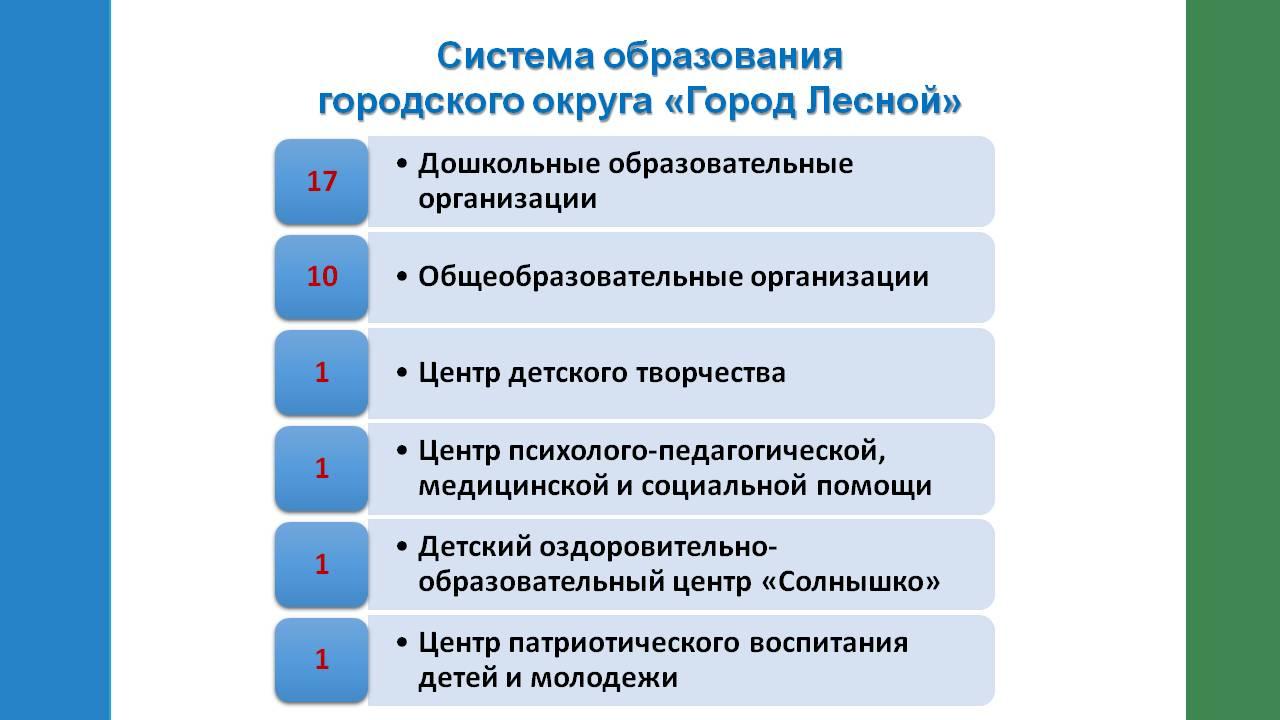 Система образования
городского округа «Город Лесной»
17
• Дошкольные образовательные
организации
10
• Общеобразовательные организации
1
• Центр детского творчества
1
• Центр психолого-педагогической,
медицинской и социальной помощи
1
• Детский оздоровительно-
образовательный центр «Солнышко»
1
• Центр патриотического воспитания
детей и молодежи